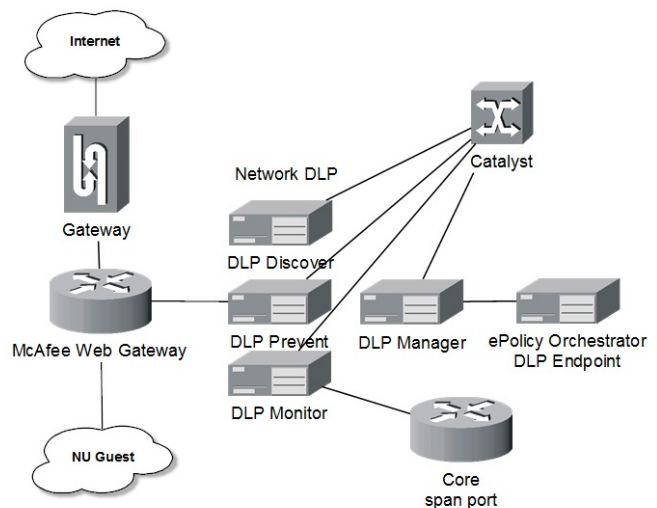 Internet
Network DLP
Catalyst
Gateway
DLP Discover
McAfee Web Gateway
DLP Prevent
DLP Manager
ePolicy Orchestrator
DLP Endpoint
DLP Monitor
NU Guest
Core
span port